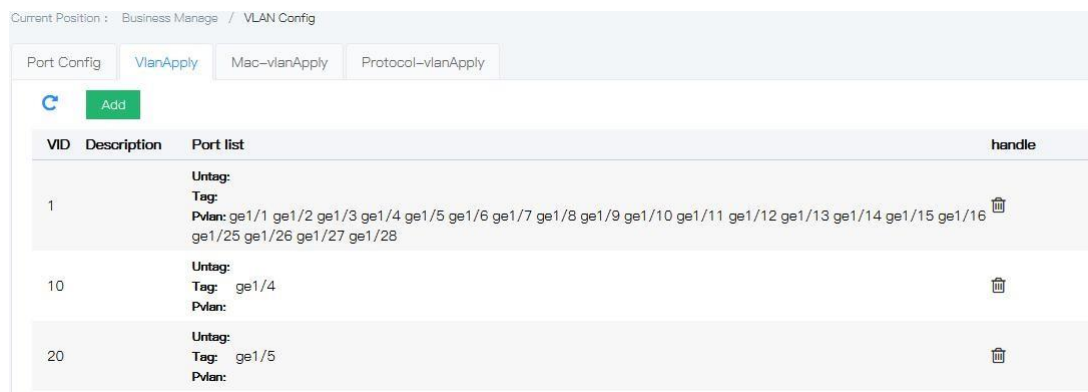 Current Position : Business Manage / VLAN Config
Port Config VlanApply Mac-vlanApply Protocol-vlanApply
Add
VID Description Port list handle
Untag:
Tag:
1
Pvlan: ge1/1 ge1/2 ge1/3 ge1/4 ge1/5 ge1/6 ge1/7 ge1/8 ge1/9 ge1/10 ge1/11 ge1/12 ge1/13 ge1/14 ge1/15 ge1/16
ge1/25 ge1/26 ge1/27 ge1/28
Untag:
10 Tag: ge1/4
Pvlan:
Untag:
20 Tag: ge1/5
Pvlan: